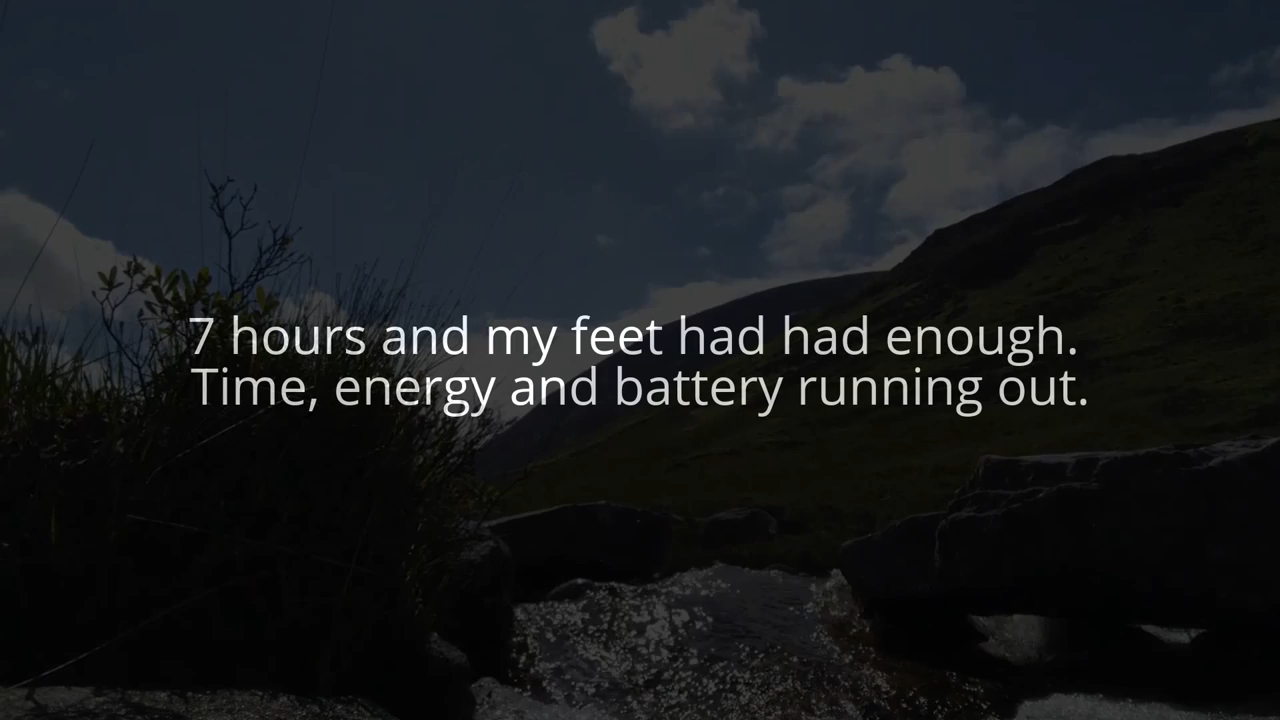 7 hours and my feet had had enough.
Time, energy and battery running out.